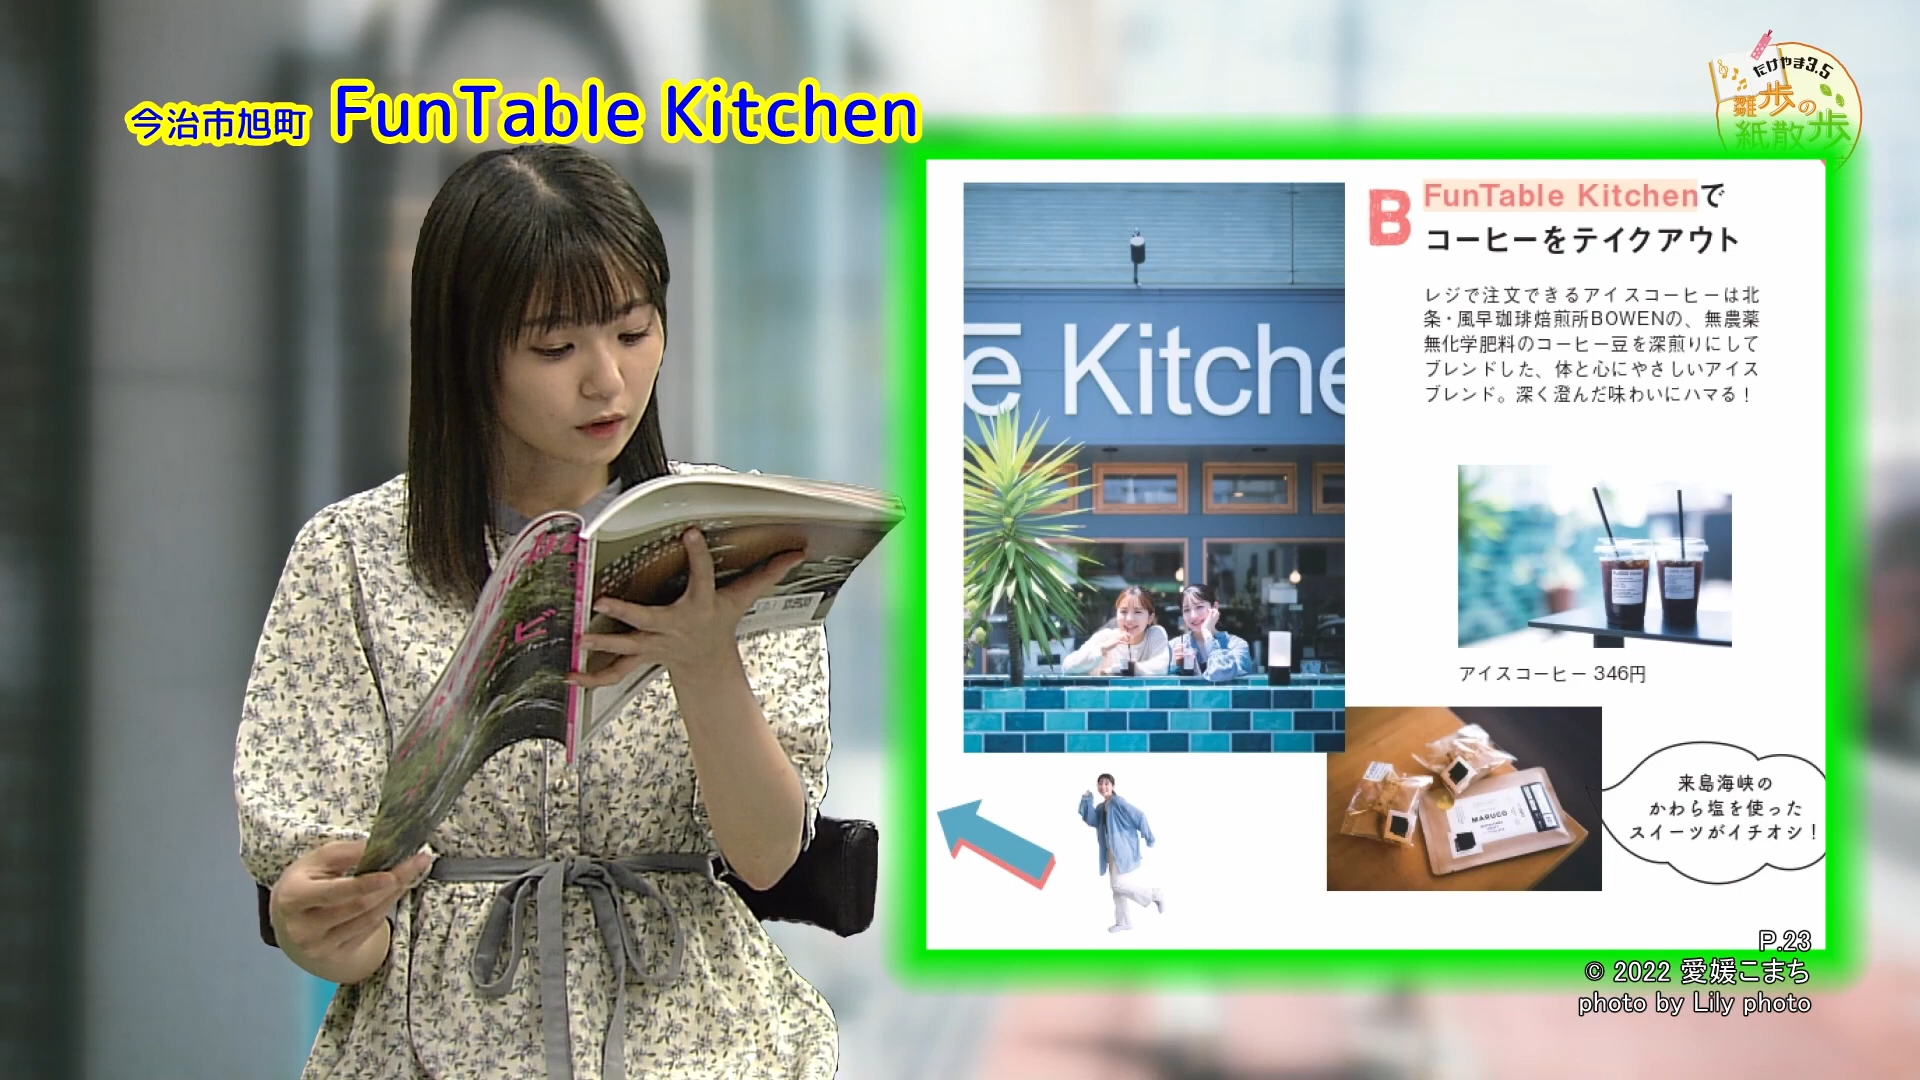 今治市旭町 FunTable Kitchen
たけやま3.5
雛歩の
紙散歩
B
FunTable Kitchenで
コーヒーをテイクアウト
レジで注文できるアイスコーヒーは北
条・風早珈琲焙煎所BOWENの、無農薬
無化学肥料のコーヒー豆を深煎りにして
ブレンドした、体と心にやさしいアイス
ブレンド。深く澄んだ味わいにハマる！
e Kitche
アイスコーヒー 346円
MARUCO
来島海峡の
かわら塩を使った
スイーツがイチオシ！
P.23
© 2022 愛媛こまち
photo by Lily photo